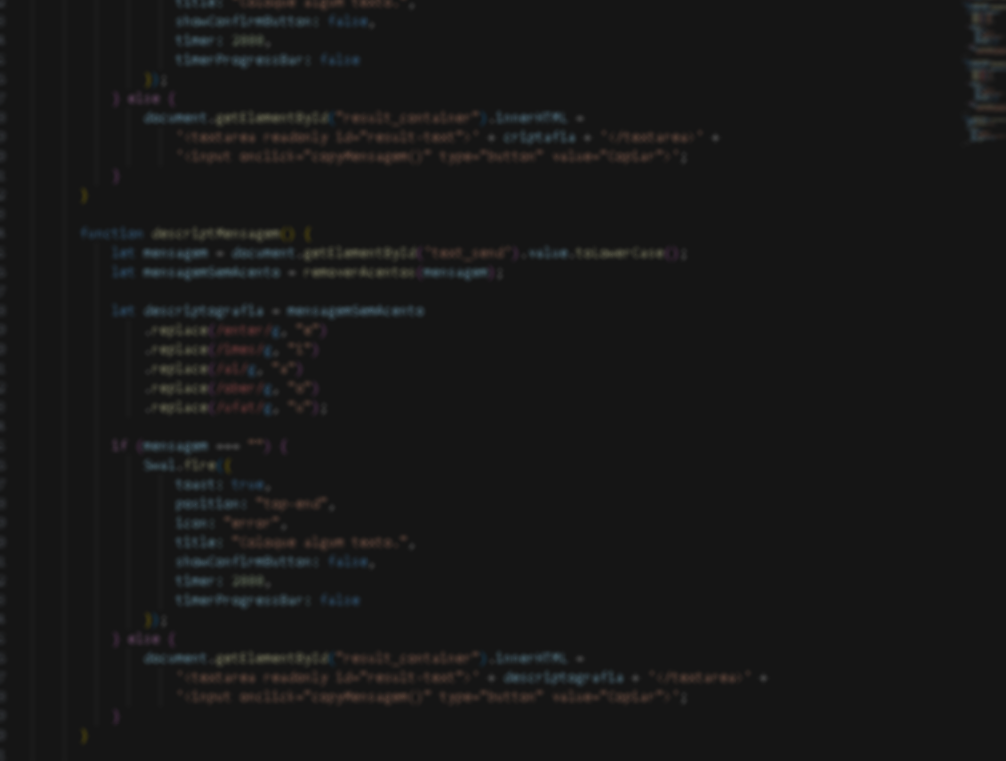 title: "Coloque algum texto.",
showConfirmButton: false,
timer: 2000,
timerProgressBar: false
});
} else {
document.getElementById("result_container").innerHTML =
'<textarea readonly id="result-text">' + criptafia + '</textarea>' +
'<input onclick="copyMensagem()" type="button" value="Copiar">';
}
}
function descriptMensagem() {
let mensagem = document.getElementById("text_send").value.toLowerCase();
let mensagemSemAcento = removerAcentos(mensagem);
let descriptografia = mensagemSemAcento
.replace(/enter/g, "e")
.replace(/imes/g, "i")
.replace(/ai/g, "a")
.replace(/ober/g, "o")
.replace(/ufat/g, "u");
if (mensagem === "") {
Swal.fire({
toast: true,
position: "top-end",
icon: "error",
title: "Coloque algum texto.",
showConfirmButton: false,
timer: 2000,
timerProgressBar: false
});
} else {
document.getElementById("result_container").innerHTML =
'<textarea readonly id="result-text">' + descriptografia + '</textarea>' +
'<input onclick="copyMensagem()" type="button" value="Copiar">';
}
}